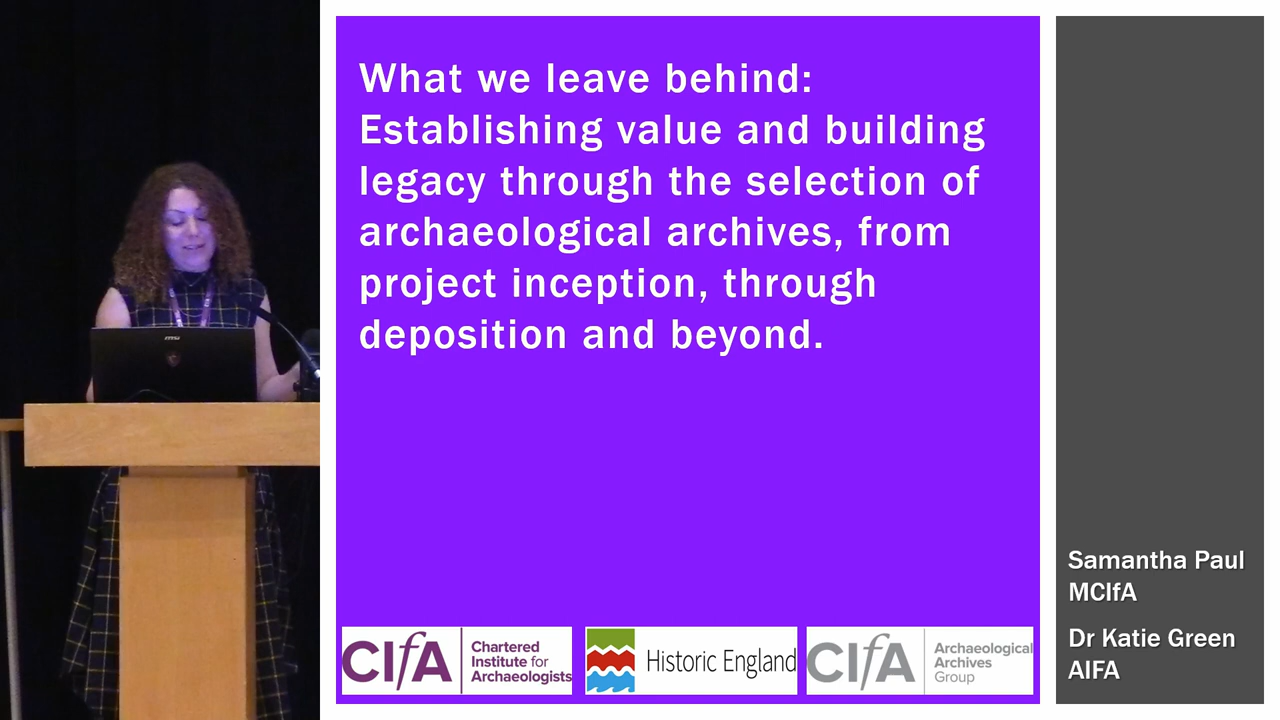 What we leave behind:
Establishing value and building
legacy through the selection of
archaeological archives, from
project inception, through
deposition and beyond.
Samantha Paul
MCIfA
Dr Katie Green
AIFA
CIfA
Chartered
Institute for
Archaeologists
Historic England
CIfA
Archaeological
Archives
Group
msi